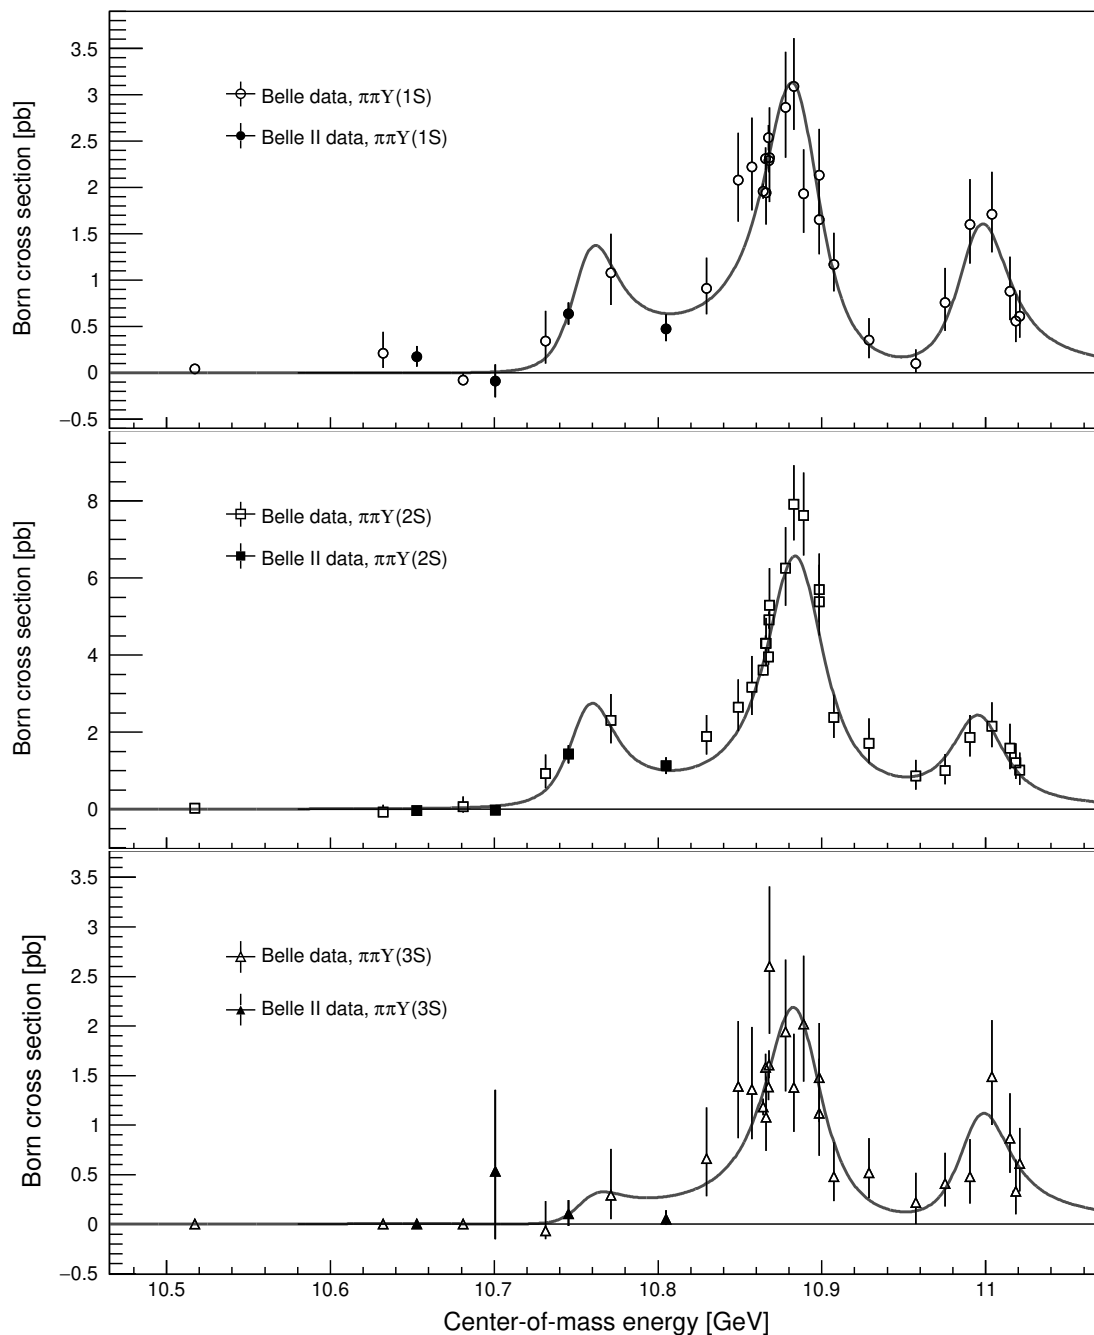 Born cross section [pb]
3.5
3
2.5
2
1.5
1
0.5
0
−0.5
Belle data, ππΥ(1S)
Belle II data, ππΥ(1S)
Born cross section [pb]
8
6
4
2
0
Belle data, ππΥ(2S)
Belle II data, ππΥ(2S)
Born cross section [pb]
3.5
3
2.5
2
1.5
1
0.5
0
−0.5
Belle data, ππΥ(3S)
Belle II data, ππΥ(3S)
10.5 10.6 10.7 10.8 10.9 11
Center-of-mass energy [GeV]